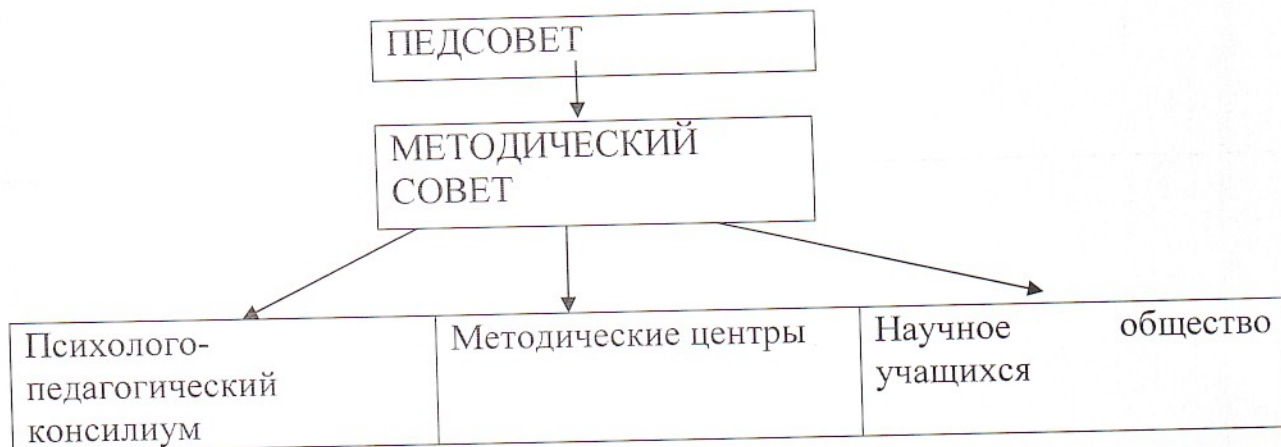 ПЕДСОВЕТ
МЕТОДИЧЕСКИЙ
СОВЕТ
Психолого-
педагогический
консилиум
Методические центры
Научное общество
учащихся